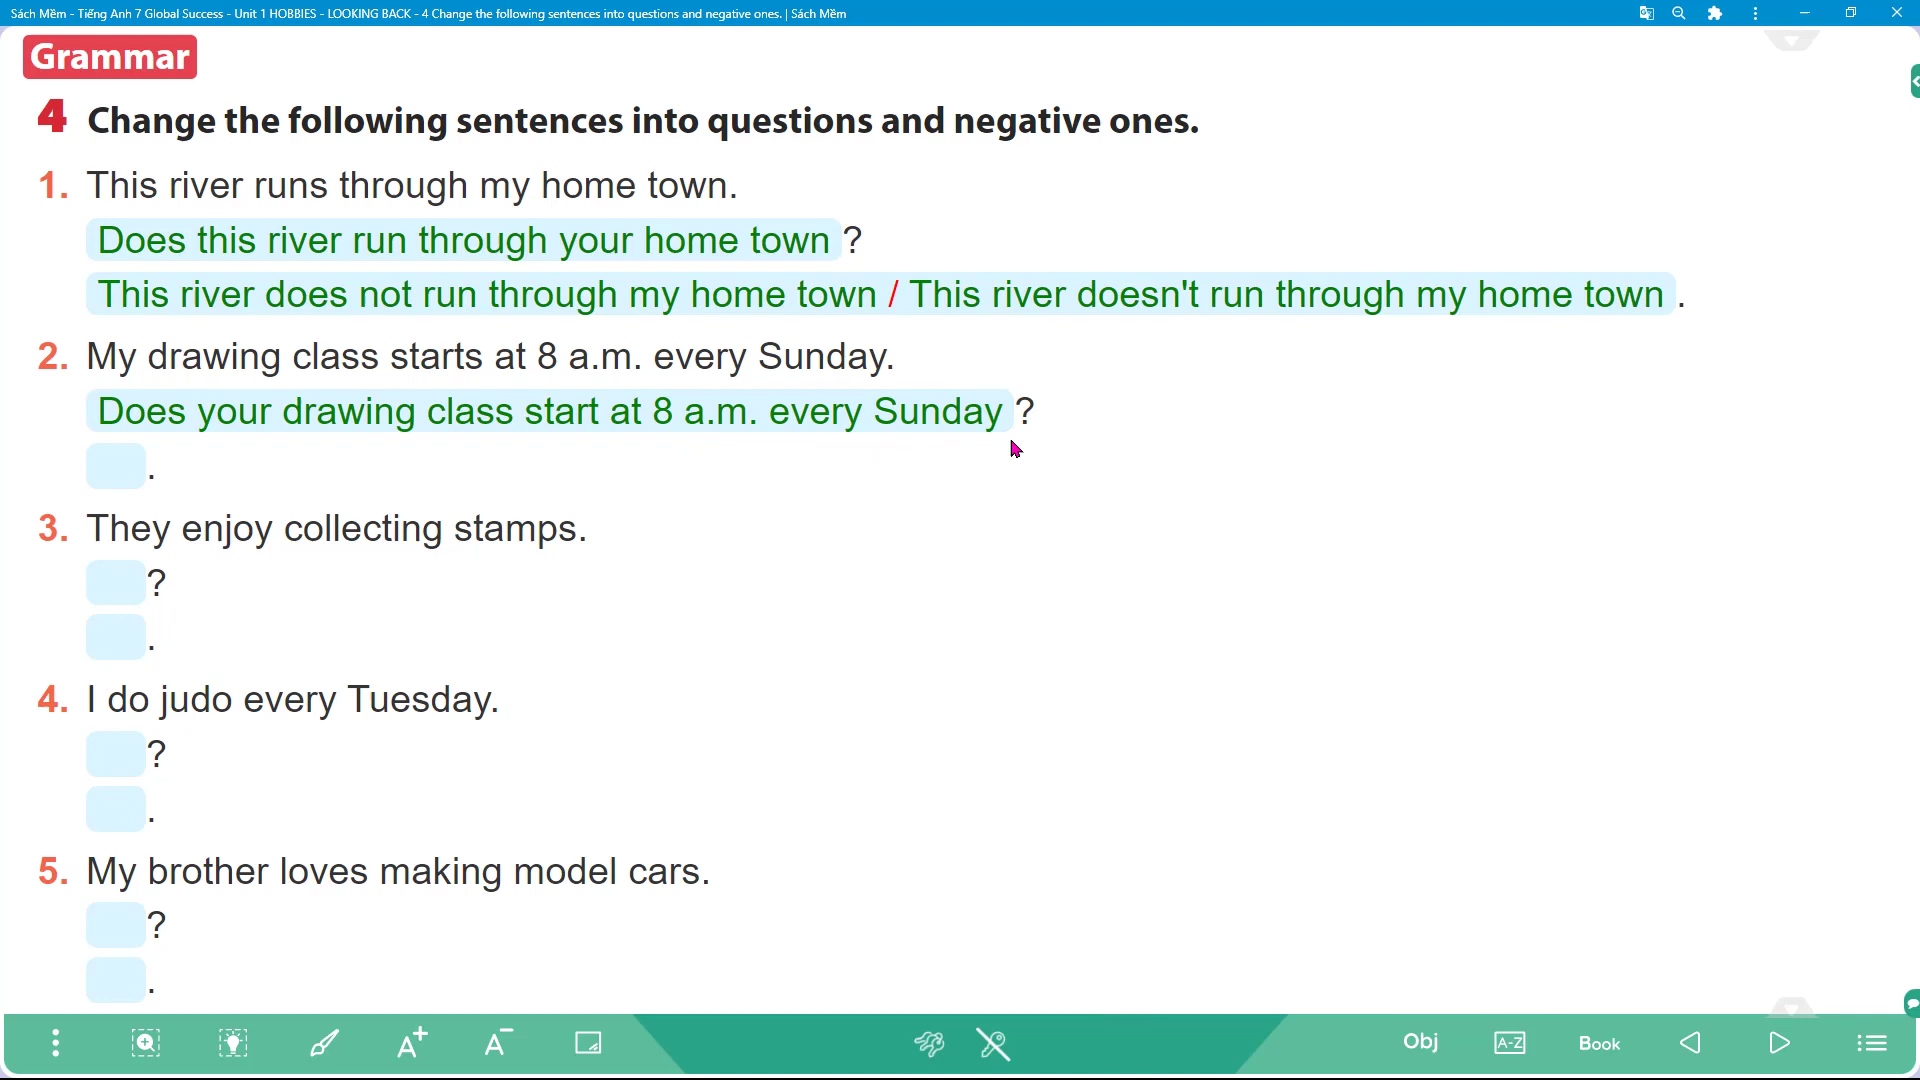 Sách Mềm - Tiếng Anh 7 Global Success - Unit 1 HOBBIES - LOOKING BACK - 4 Change the following sentences into questions and negative ones. | Sách Mềm
Grammar
4 Change the following sentences into questions and negative ones.
1. This river runs through my home town.
Does this river run through your home town ?
This river does not run through my home town / This river doesn't run through my home town .
2. My drawing class starts at 8 a.m. every Sunday.
Does your drawing class start at 8 a.m. every Sunday ?
.
3. They enjoy collecting stamps.
?
.
4. I do judo every Tuesday.
?
.
5. My brother loves making model cars.
?
.
A+ A- Obj A-Z Book